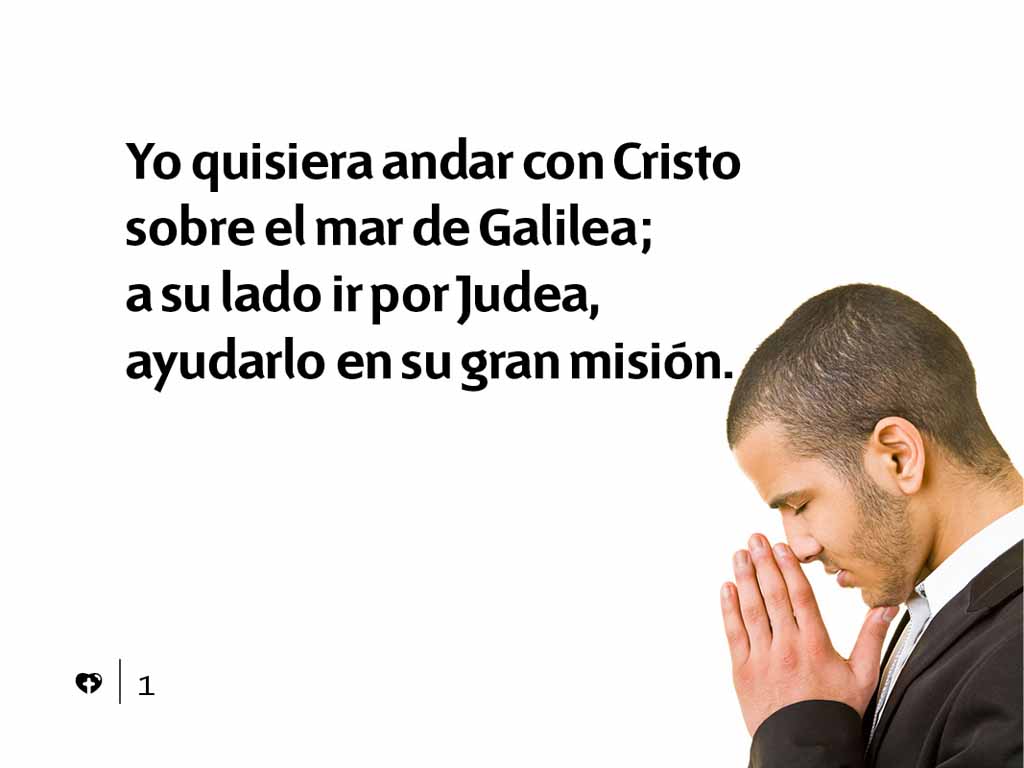 Yo quisiera andar con Cristo
sobre el mar de Galilea;
a su lado ir por Judea,
ayudarlo en su gran misión.
1